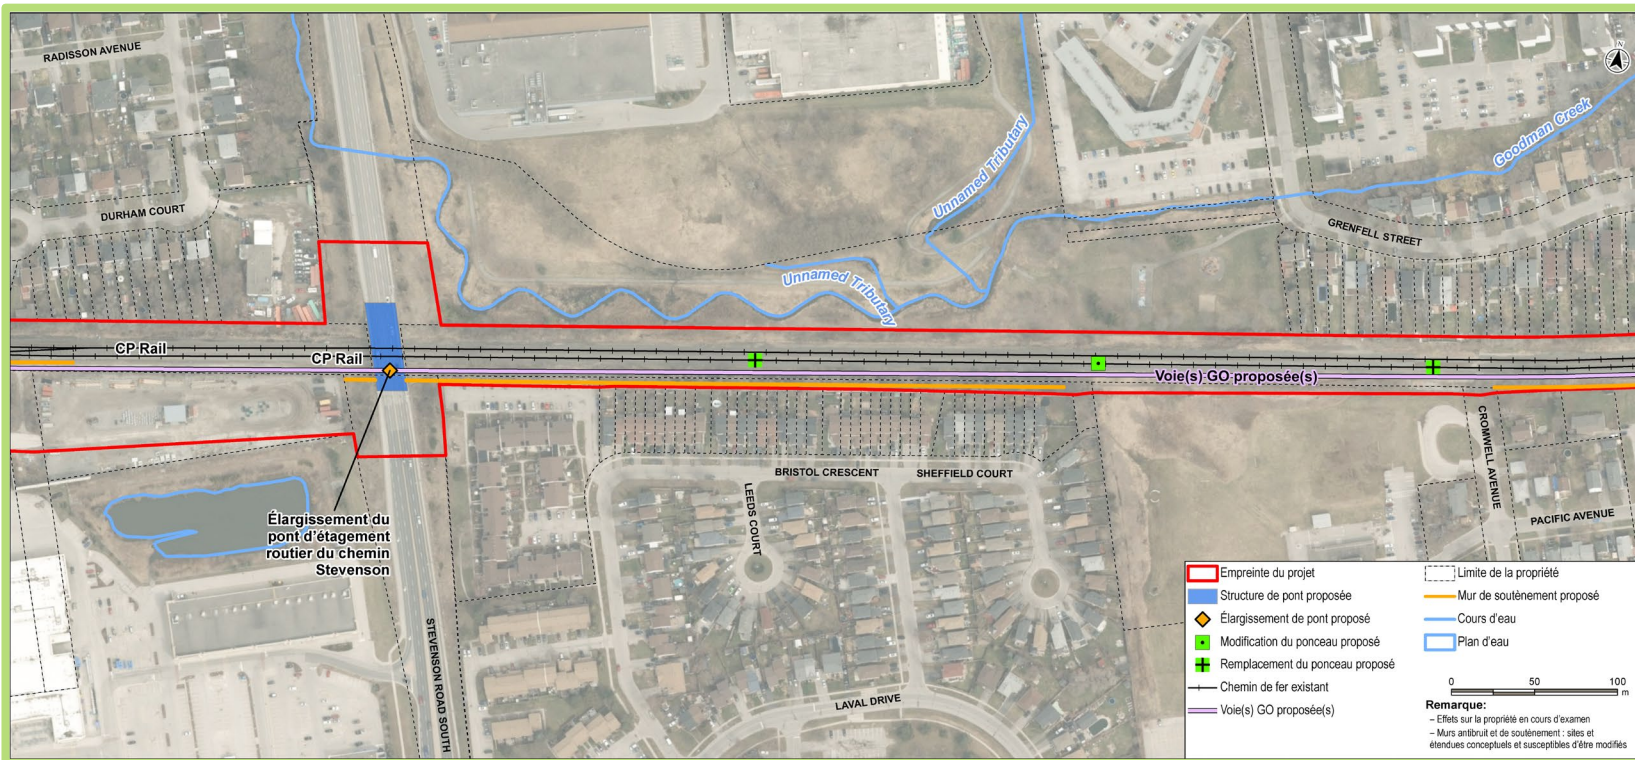 RADISSON AVENUE
N
Goodman Creek
Unnamed Tributary
DURHAM COURT
GRENFELL STREET
Unnamed Tributary
CP Rail
CP Rail
Voie(s) GO proposée(s)
CROMWELL AVENUE
BRISTOL CRESCENT
SHEFFIELD COURT
LEEDS COURT
PACIFIC AVENUE
Élargissement du
pont d'étagement
routier du chemin
Stevenson
STEVENSON ROAD SOUTH
LAVAL DRIVE
Empreinte du projet
Structure de pont proposée
Élargissement de pont proposé
Modification du ponceau proposé
Remplacement du ponceau proposé
Chemin de fer existant
Voie(s) GO proposée(s)
Limite de la propriété
Mur de soutènement proposé
Cours d'eau
Plan d'eau
0 50 100
m
Remarque:
– Effets sur la propriété en cours d'examen
– Murs antibruit et de soutènement : sites et
étendues conceptuels et susceptibles d'être modifiés